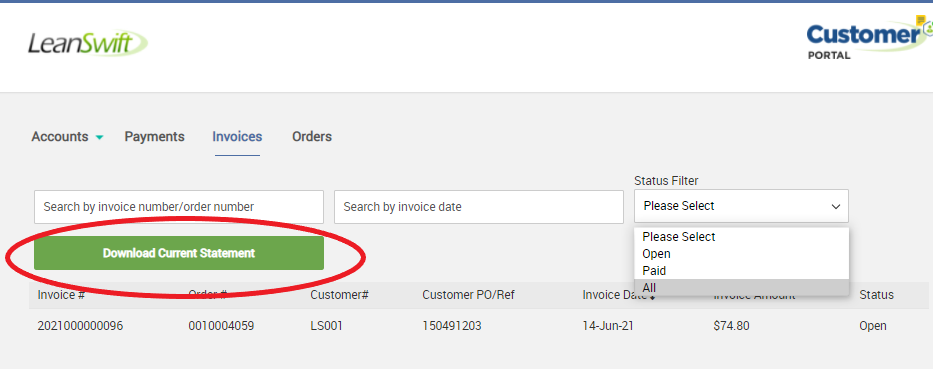 LeanSwift
Customer
PORTAL
Accounts Payments Invoices Orders
Status Filter
Search by invoice number/order number Search by invoice date Please Select
Please Select
Open
Paid
All
Download Current Statement
Invoice # Order # Customer# Customer PO/Ref Invoice Date Invoice Amount Status
2021000000096 0010004059 LS001 150491203 14-Jun-21 $74.80 Open